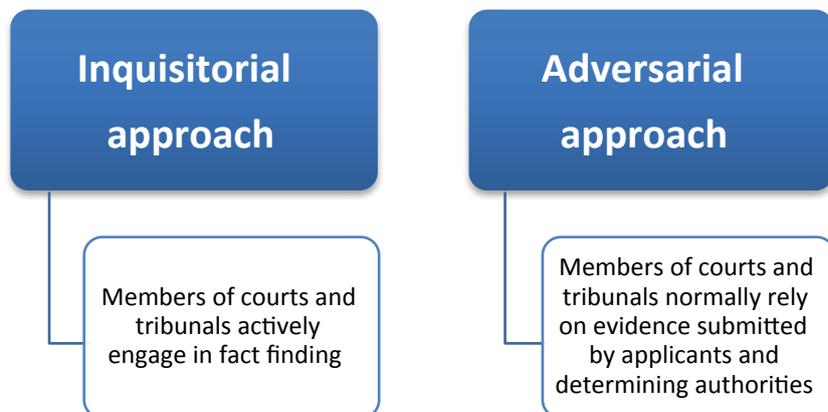 Inquisitorial
approach
Members of courts and
tribunals actively
engage in fact finding
Adversarial
approach
Members of courts and
tribunals normally rely
on evidence submitted
by applicants and
determining authorities